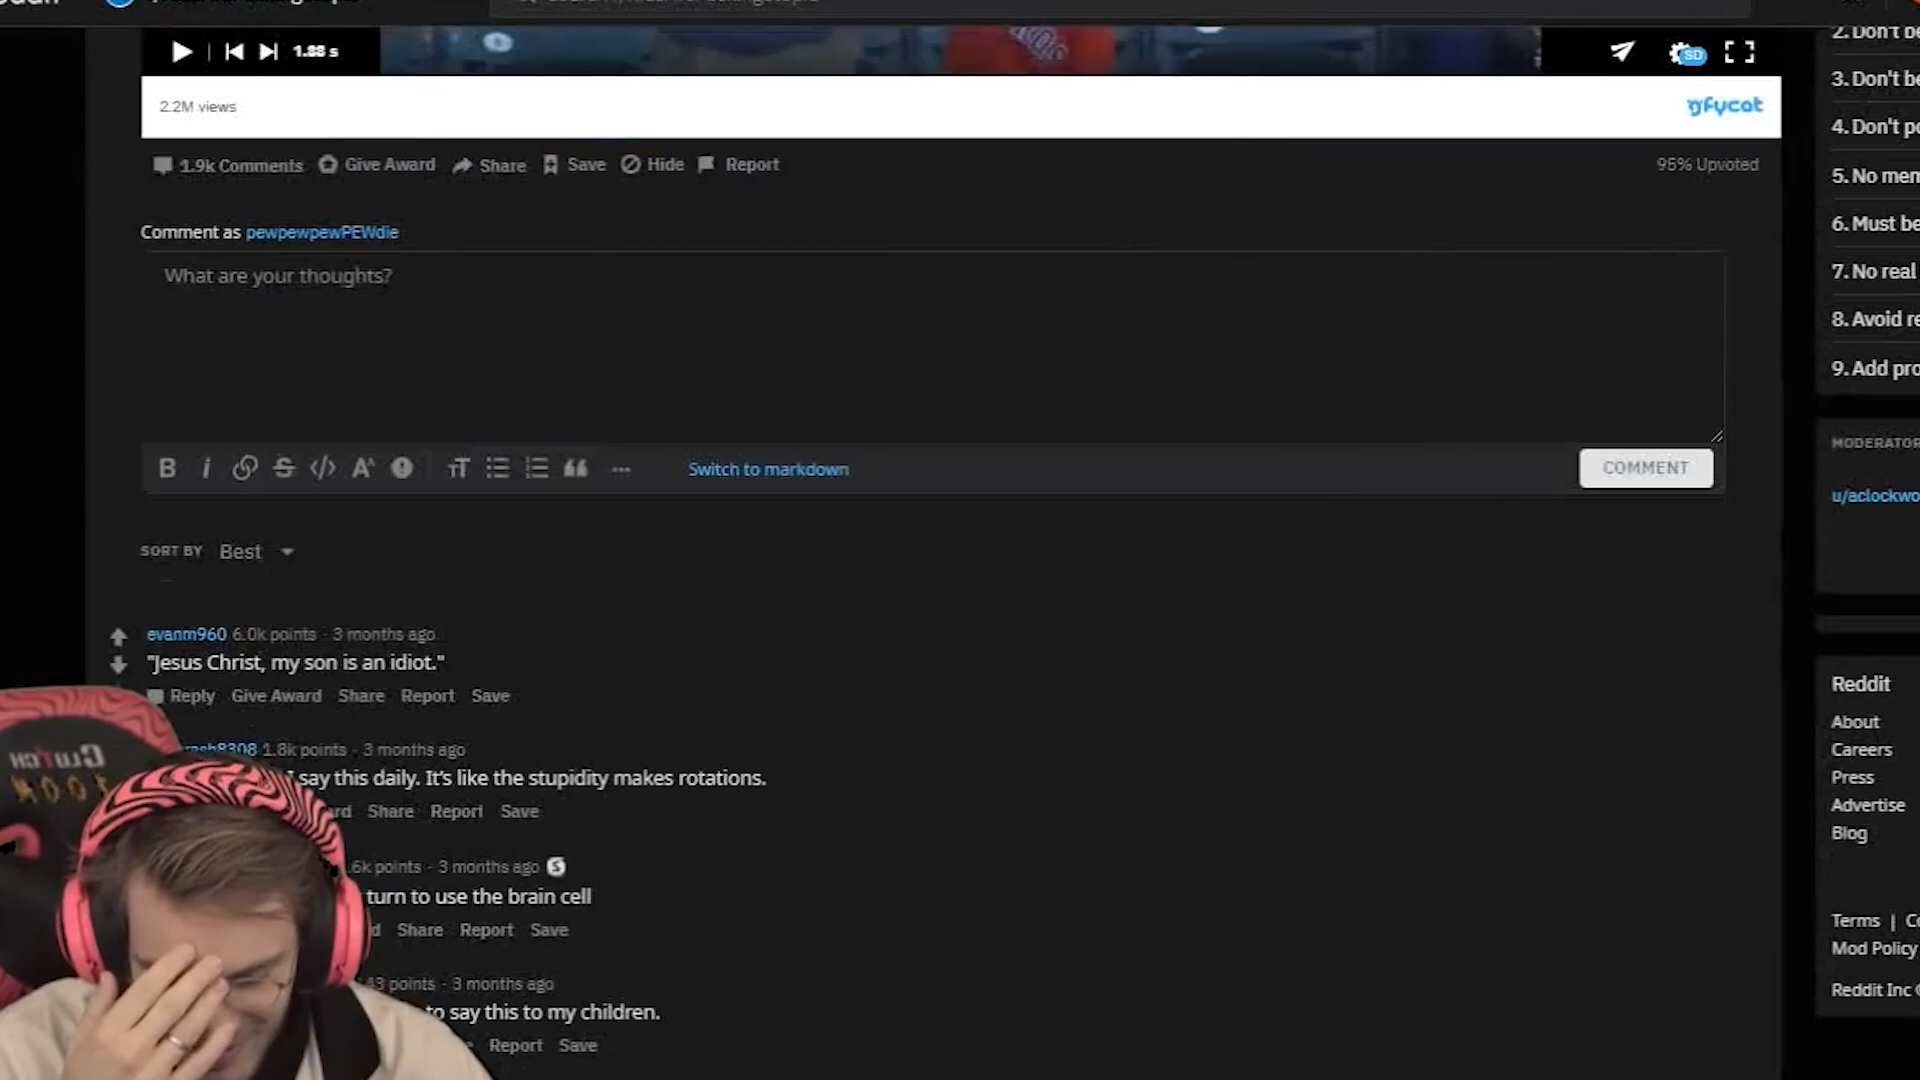 1.88 s
SD
2.2M views
gfycat
1.9k Comments Give Award Share Save Hide Report
95% Upvoted
Comment as pewpewpewPEWdie
What are your thoughts?
Switch to markdown
COMMENT
SORT BY Best
evanm960 6.0k points · 3 months ago
"Jesus Christ, my son is an idiot."
Reply Give Award Share Report Save
1.8k points · 3 months ago
I say this daily. It's like the stupidity makes rotations.
Share Report Save
.6k points · 3 months ago
turn to use the brain cell
Share Report Save
43 points · 3 months ago
to say this to my children.
Report Save
2. Don't be
3. Don't be
4. Don't
5. No
6. Must be
7. No real
8. Avoid
9. Add
MODERATOR
u/aclockwo
Reddit
About
Careers
Press
Advertise
Blog
Terms |
Mod Policy
Reddit Inc
CLUTCH